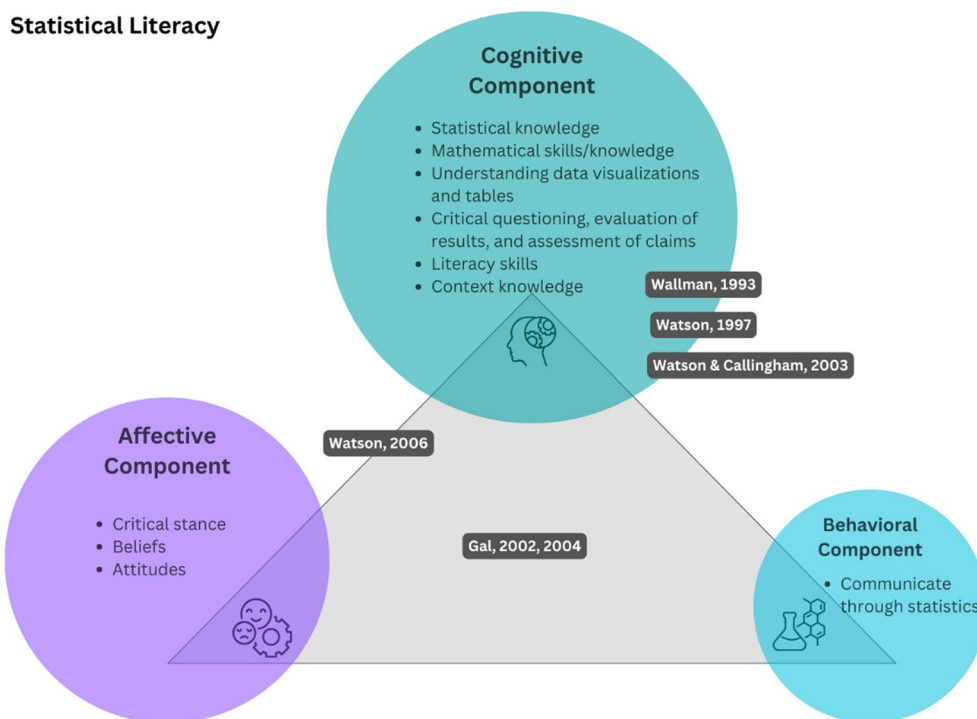 Statistical Literacy
Cognitive
Component
• Statistical knowledge
• Mathematical skills/knowledge
• Understanding data visualizations
and tables
• Critical questioning, evaluation of
results, and assessment of claims
• Literacy skills
• Context knowledge
Wallman, 1993
Watson, 1997
Watson & Callingham, 2003
Watson, 2006
Affective
Component
• Critical stance
• Beliefs
• Attitudes
Gal, 2002, 2004
Behavioral
Component
• Communicate
through statistics